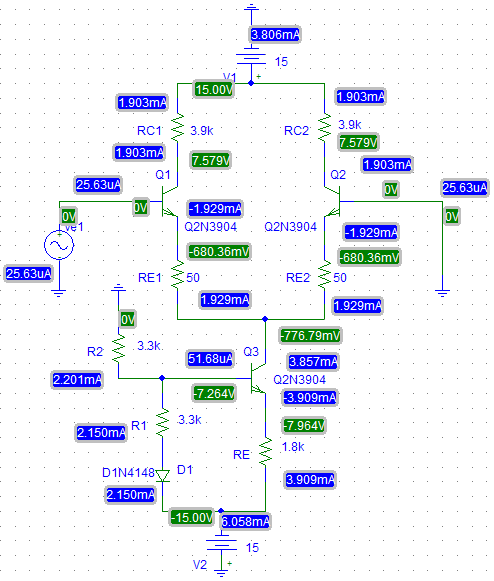 3.806mA
15
V1
15.00V
1.903mA
1.903mA
RC1
3.9k
RC2
3.9k
7.579V
1.903mA
1.903mA
7.579V
Q1
Q2
25.63uA
0V
25.63uA
0V
0V
0V
-1.929mA
Q2N3904
Q2N3904
-1.929mA
-680.36mV
-680.36mV
25.63uA
RE1
50
RE2
50
1.929mA
1.929mA
0V
-776.79mV
R2
3.3k
51.68uA
Q3
3.857mA
2.201mA
Q2N3904
-7.264V
-3.909mA
R1
3.3k
-7.964V
2.150mA
RE
1.8k
D1N4148
D1
3.909mA
2.150mA
-15.00V
6.058mA
15
V2